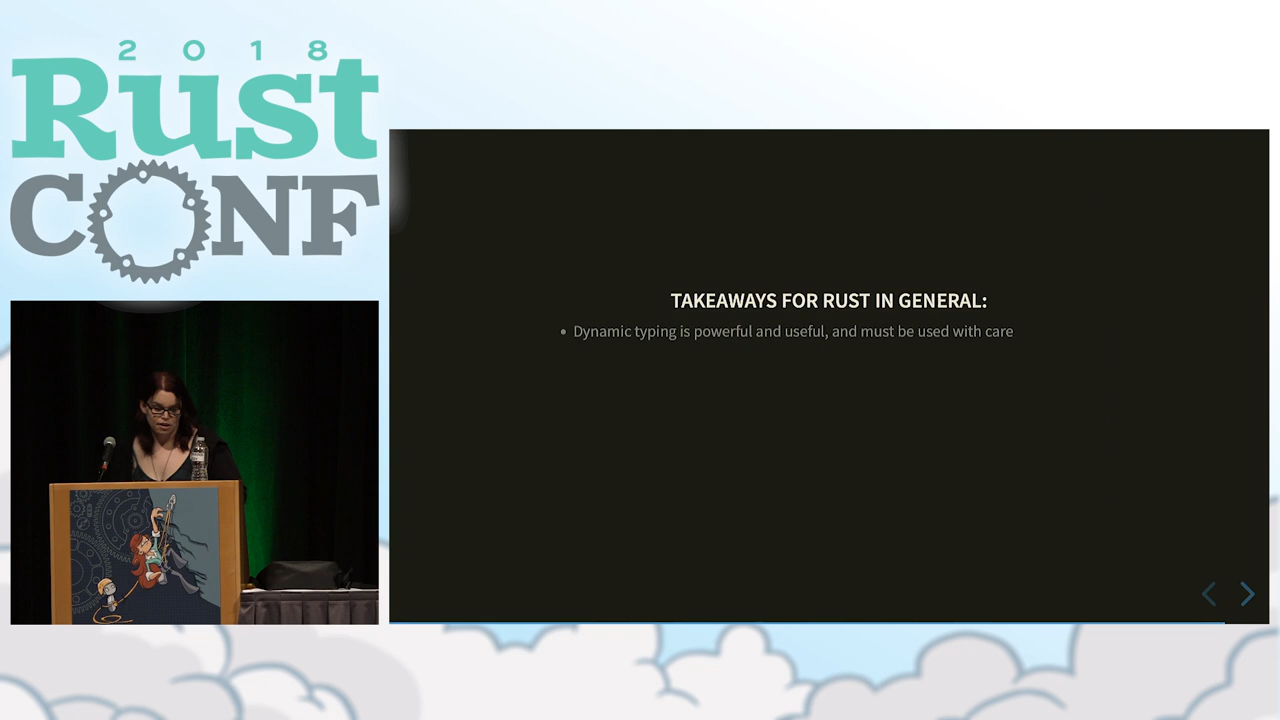 2018
Rust
CONF
TAKEAWAYS FOR RUST IN GENERAL:
• Dynamic typing is powerful and useful, and must be used with care